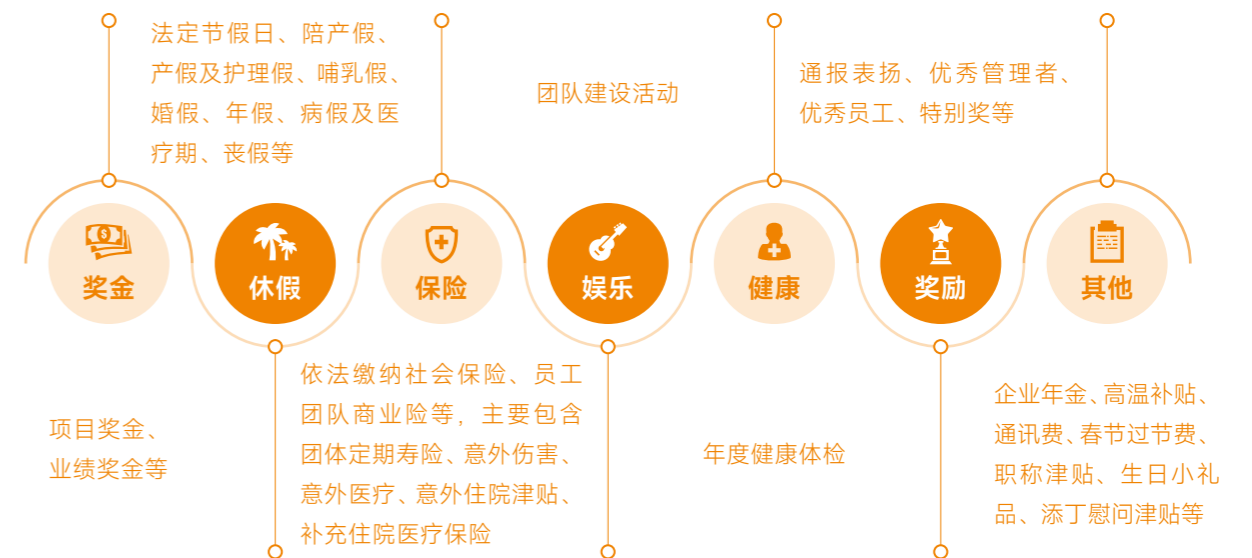 法定节假日、陪产假、
产假及护理假、哺乳假、
婚假、年假、病假及医
疗期、丧假等
团队建设活动
通报表扬、优秀管理者、
优秀员工、特别奖等
奖金
休假
保险
娱乐
健康
奖励
其他
项目奖金、
业绩奖金等
依法缴纳社会保险、员工
团队商业险等，主要包含
团体定期寿险、意外伤害、
意外医疗、意外住院津贴、
补充住院医疗保险
年度健康体检
企业年金、高温补贴、
通讯费、春节过节费、
职称津贴、生日小礼
品、添丁慰问津贴等